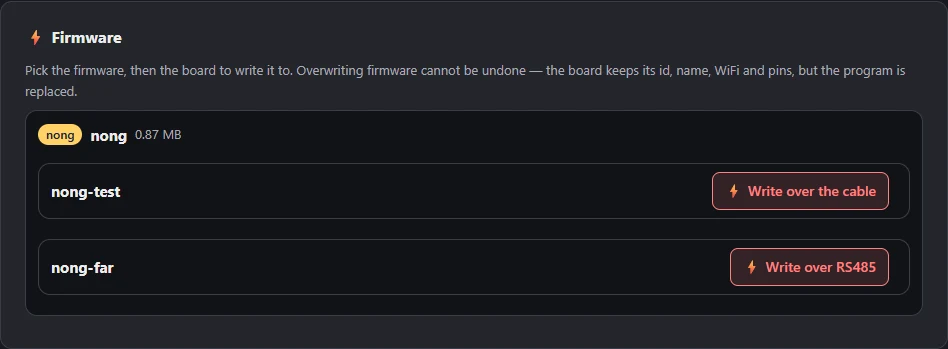 Firmware
Pick the firmware, then the board to write it to. Overwriting firmware cannot be undone — the board keeps its id, name, WiFi and pins, but the program is
replaced.
nong nong 0.87 MB
nong-test Write over the cable
nong-far Write over RS485